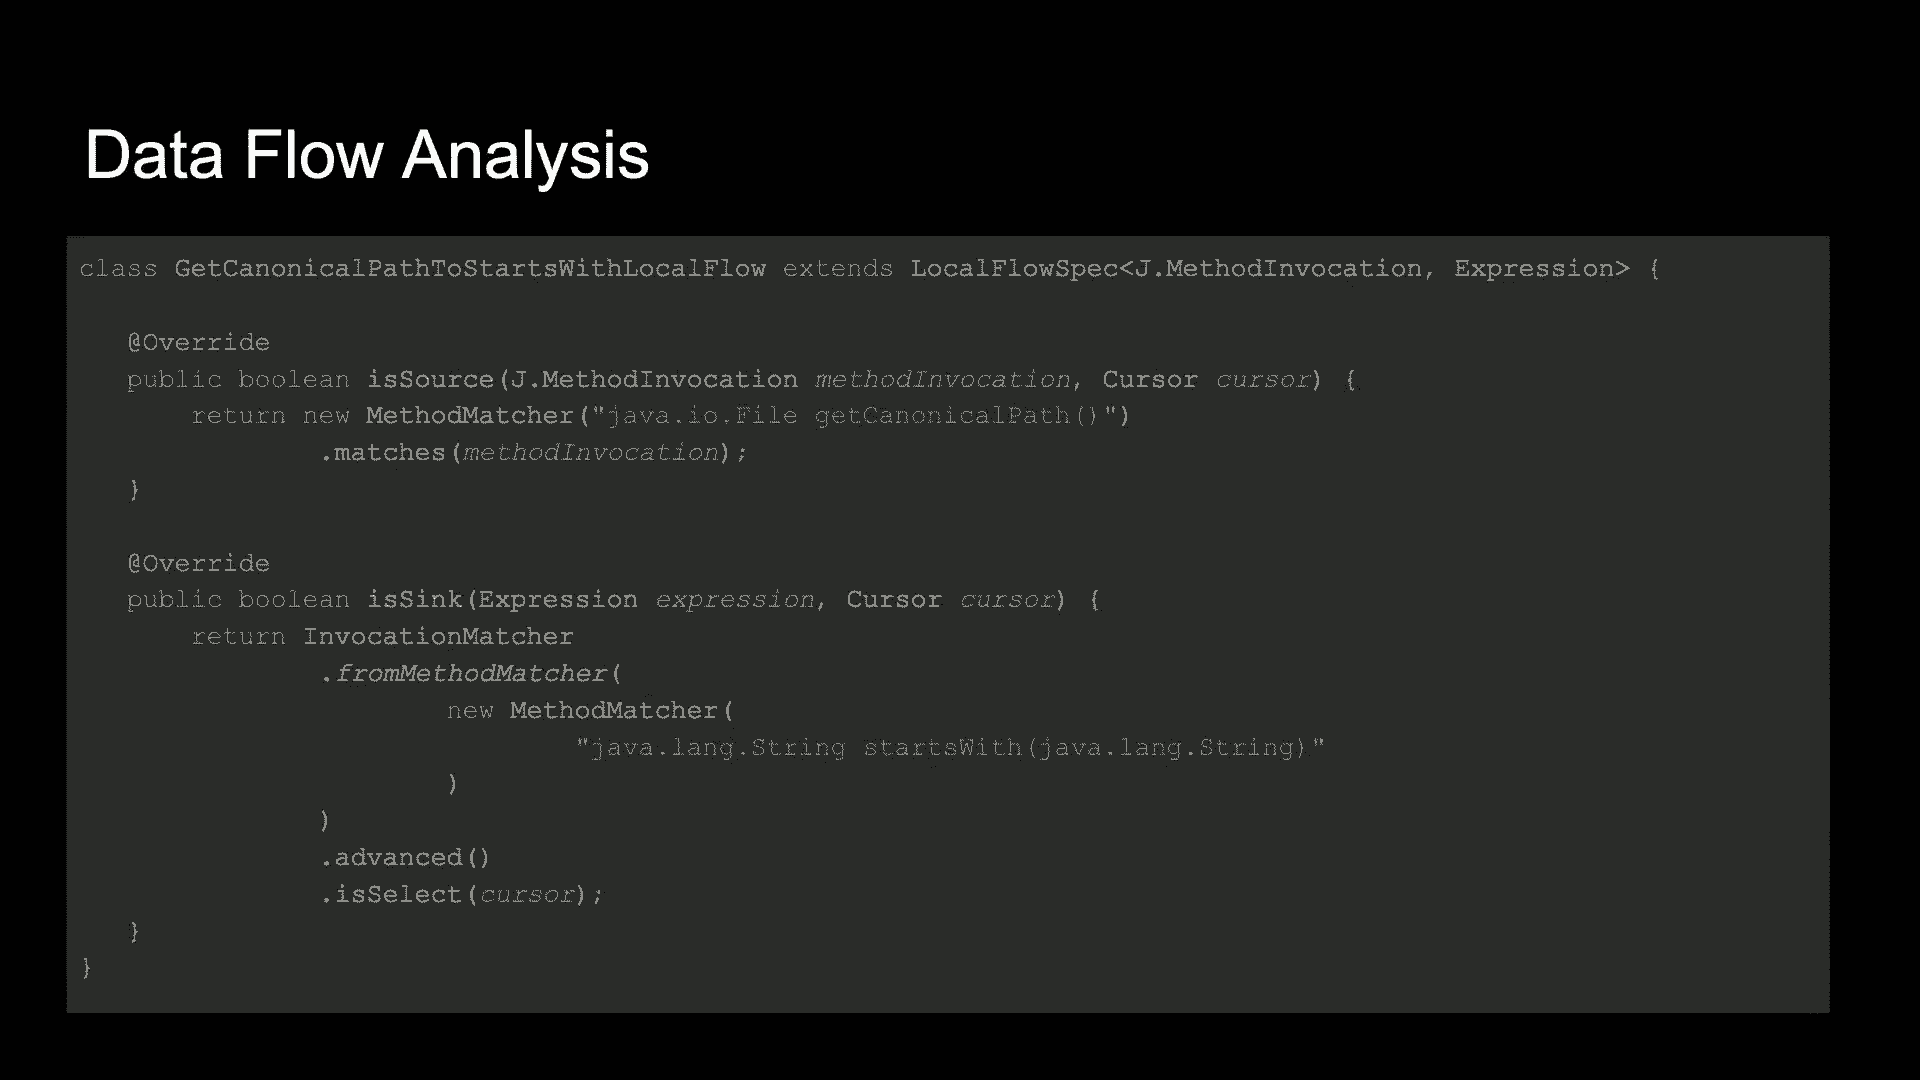 Data Flow Analysis
class GetCanonicalPathToStartsWithLocalFlow extends LocalFlowSpec<J.MethodInvocation, Expression> {
@Override
public boolean isSource(J.MethodInvocation methodInvocation, Cursor cursor) {
return new MethodMatcher("java.io.File getCanonicalPath()")
.matches(methodInvocation);
}
@Override
public boolean isSink(Expression expression, Cursor cursor) {
return InvocationMatcher
.fromMethodMatcher(
new MethodMatcher(
"java.lang.String startsWith(java.lang.String)"
)
)
.advanced()
.isSelect(cursor);
}
}